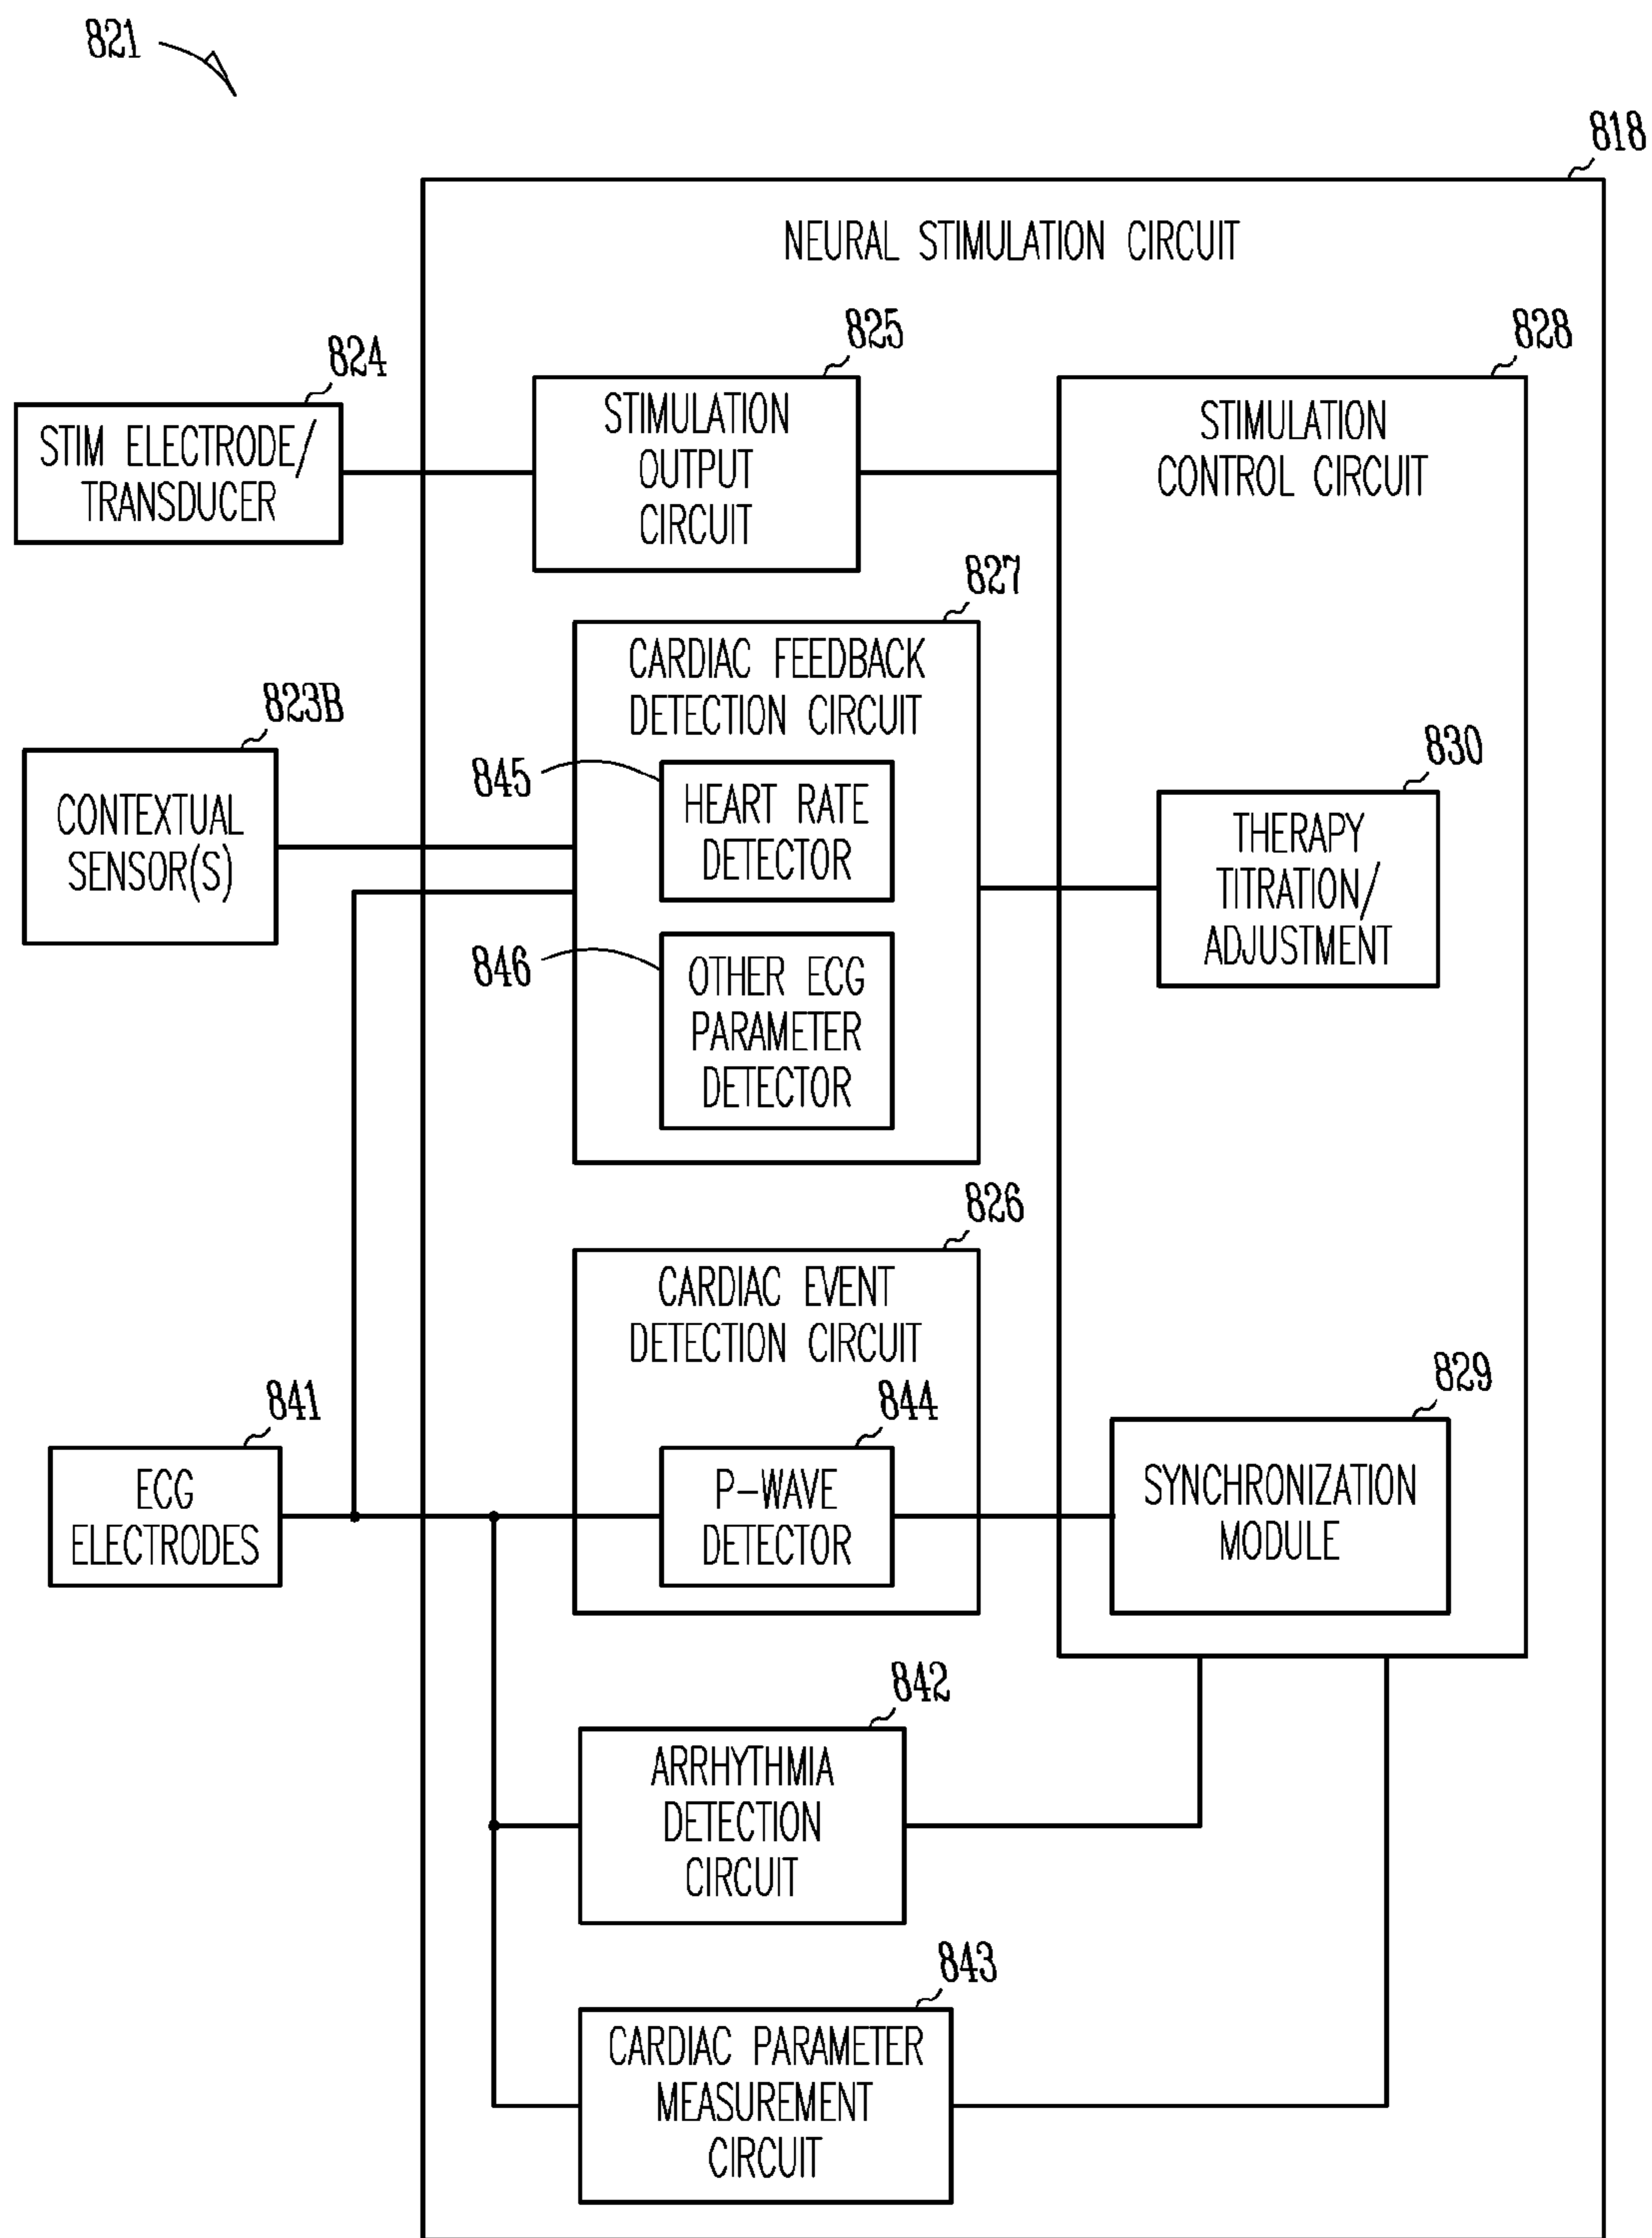 821
818
NEURAL STIMULATION CIRCUIT
824
STIM ELECTRODE/
TRANSDUCER
825
STIMULATION
OUTPUT
CIRCUIT
828
STIMULATION
CONTROL CIRCUIT
827
CARDIAC FEEDBACK
DETECTION CIRCUIT
823B
CONTEXTUAL
SENSOR(S)
845
HEART RATE
DETECTOR
830
THERAPY
TITRATION/
ADJUSTMENT
846
OTHER ECG
PARAMETER
DETECTOR
826
CARDIAC EVENT
DETECTION CIRCUIT
841
ECG
ELECTRODES
844
P-WAVE
DETECTOR
829
SYNCHRONIZATION
MODULE
842
ARRHYTHMIA
DETECTION
CIRCUIT
843
CARDIAC PARAMETER
MEASUREMENT
CIRCUIT